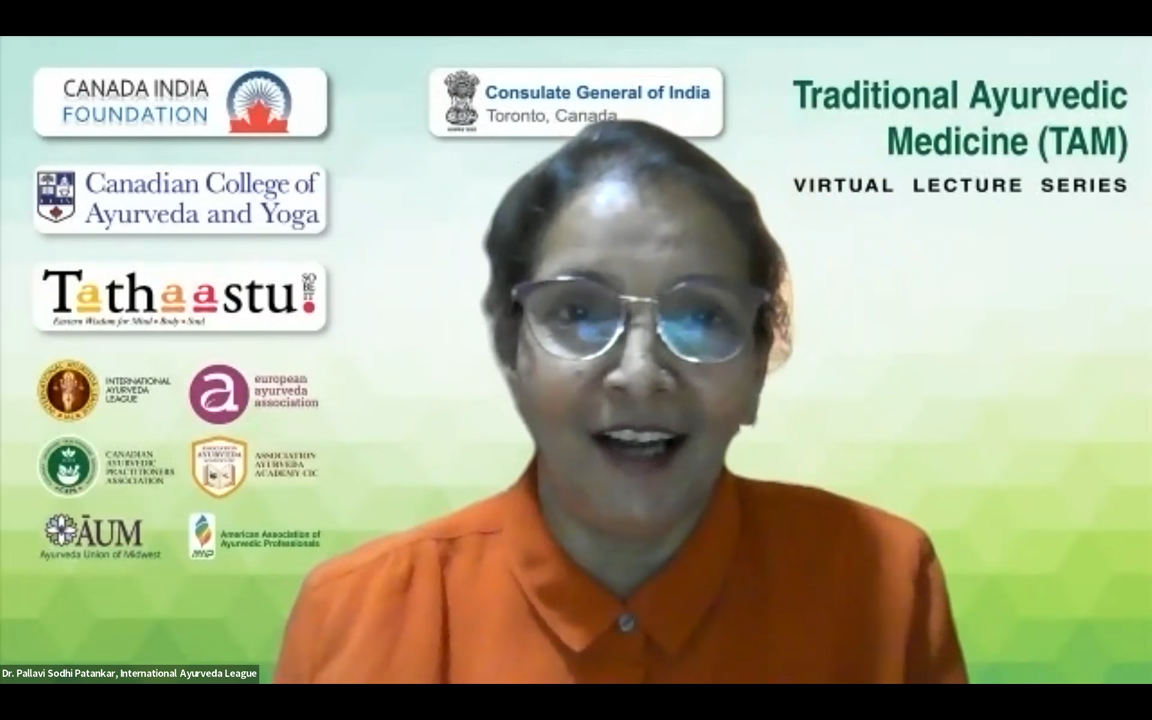 CANADA INDIA
FOUNDATION
Consulate General of India
Toronto, Canada
Traditional Ayurvedic
Medicine (TAM)
VIRTUAL LECTURE SERIES
Canadian College of
Ayurveda and Yoga
Tathaastu
SO
BE
IT
Eastern Wisdom for Mind • Body • Soul
INTERNATIONAL
AYURVEDA
LEAGUE
a
european
ayurveda
association
CANADIAN
AYURVEDIC
PRACTITIONERS
ASSOCIATION
AYURVEDA
ASSOCIATION
AYURVEDA
ACADEMY CIC
ĀUM
Ayurveda Union of Midwest
American Association of
Ayurvedic Professionals
Dr. Pallavi Sodhi Patankar, International Ayurveda League